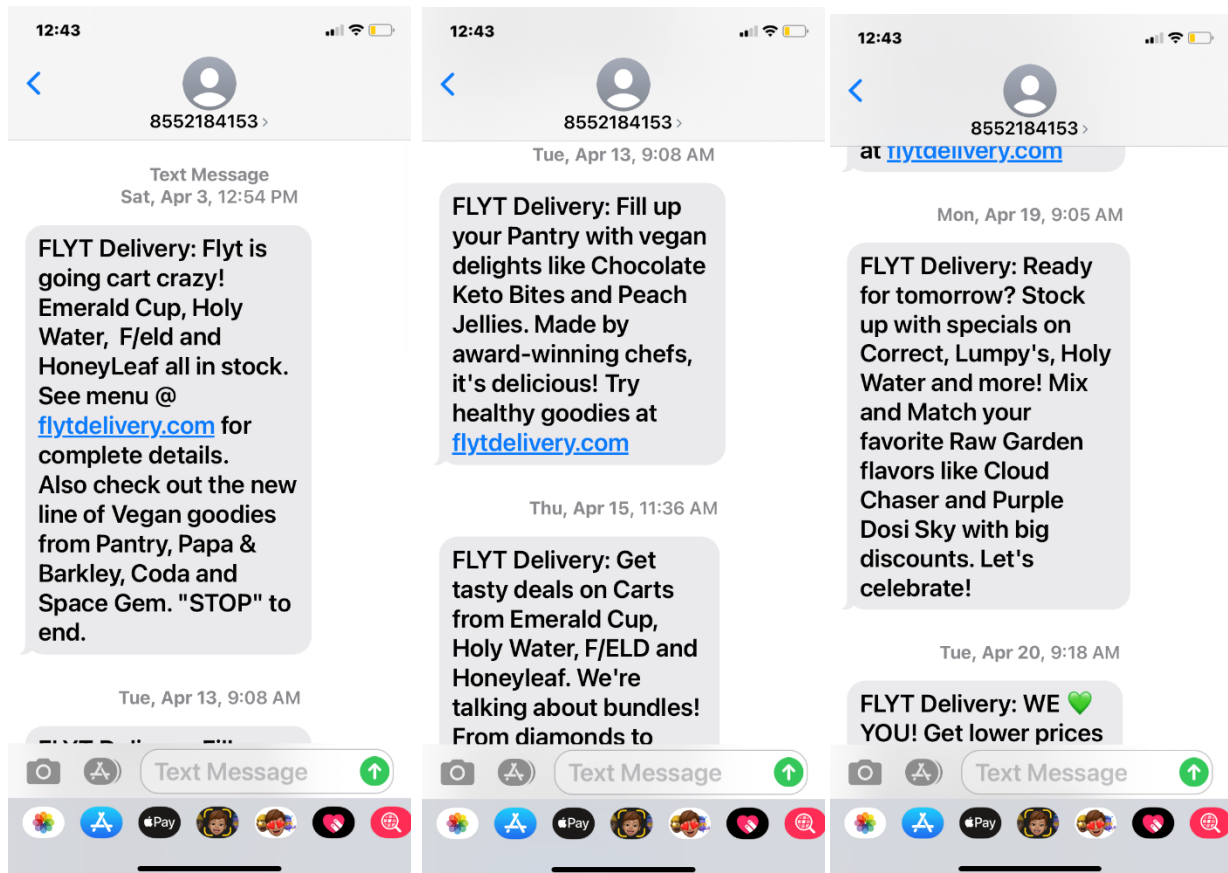 12:43
8552184153
Text Message
Sat, Apr 3, 12:54 PM
FLYT Delivery: Flyt is
going cart crazy!
Emerald Cup, Holy
Water,  F/eld and
HoneyLeaf all in stock.
See menu @
flytdelivery.com for
complete details.
Also check out the new
line of Vegan goodies
from Pantry, Papa &
Barkley, Coda and
Space Gem. "STOP" to
end.
Tue, Apr 13, 9:08 AM
Text Message
Pay
12:43
8552184153
Tue, Apr 13, 9:08 AM
FLYT Delivery: Fill up
your Pantry with vegan
delights like Chocolate
Keto Bites and Peach
Jellies. Made by
award-winning chefs,
it's delicious! Try
healthy goodies at
flytdelivery.com
Thu, Apr 15, 11:36 AM
FLYT Delivery: Get
tasty deals on Carts
from Emerald Cup,
Holy Water, F/ELD and
Honeyleaf. We're
talking about bundles!
From diamonds to
Text Message
Pay
12:43
8552184153
at flytdelivery.com
Mon, Apr 19, 9:05 AM
FLYT Delivery: Ready
for tomorrow? Stock
up with specials on
Correct, Lumpy's, Holy
Water and more! Mix
and Match your
favorite Raw Garden
flavors like Cloud
Chaser and Purple
Dosi Sky with big
discounts. Let's
celebrate!
Tue, Apr 20, 9:18 AM
FLYT Delivery: WE 💚
YOU! Get lower prices
Text Message
Pay